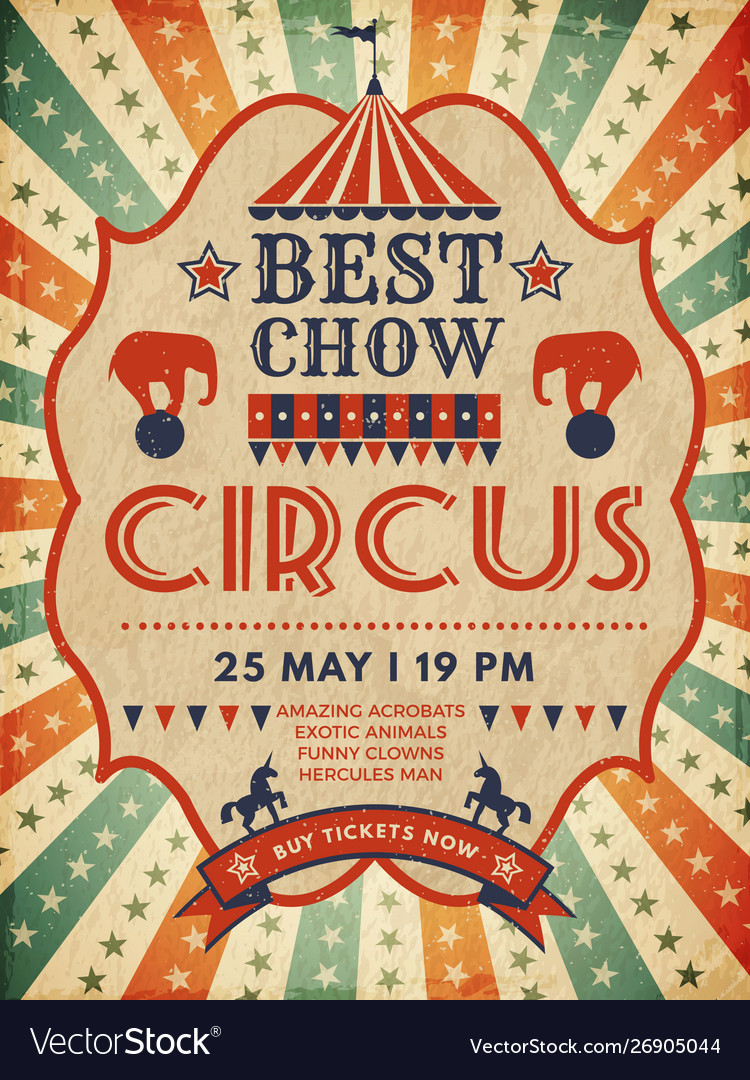 BEST
CHOW
CIRCUS
25 MAY | 19 PM
AMAZING ACROBATS
EXOTIC ANIMALS
FUNNY CLOWNS
HERCULES MAN
BUY TICKETS NOW
VectorStock®
VectorStock.com/26905044